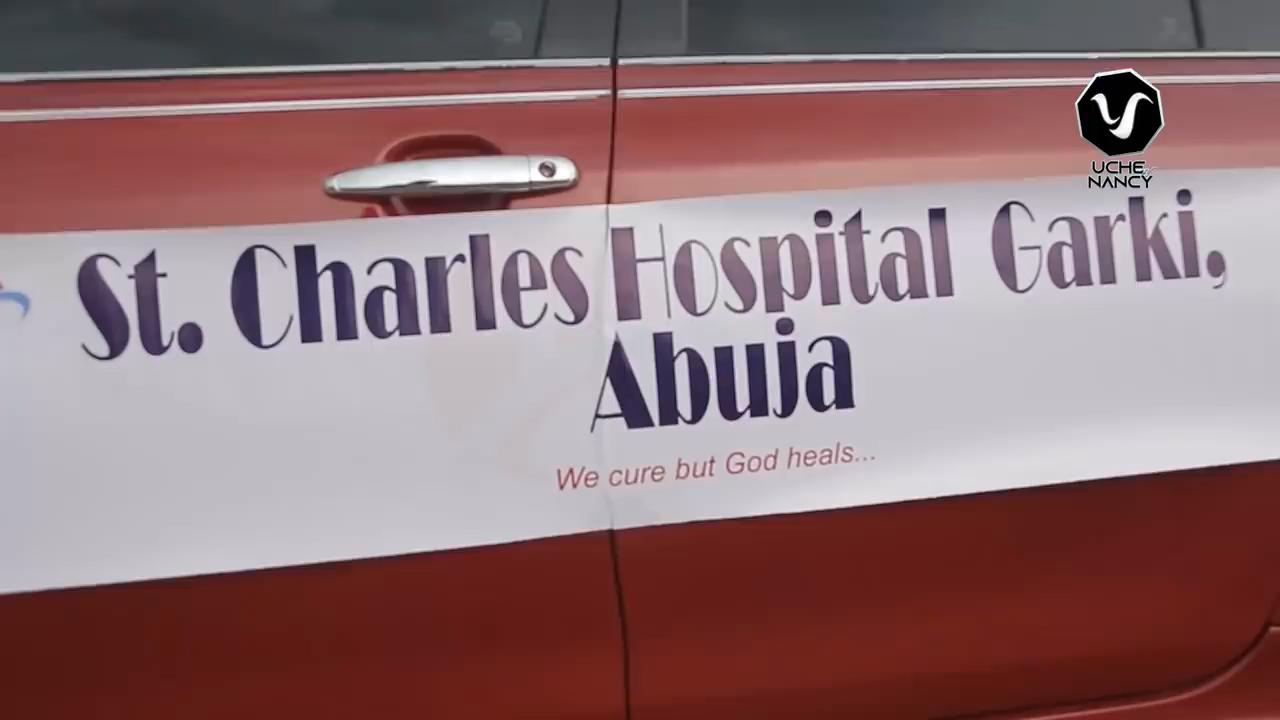 UCHE
NANCY
St. Charles Hospital Garki,
Abuja
We cure but God heals...